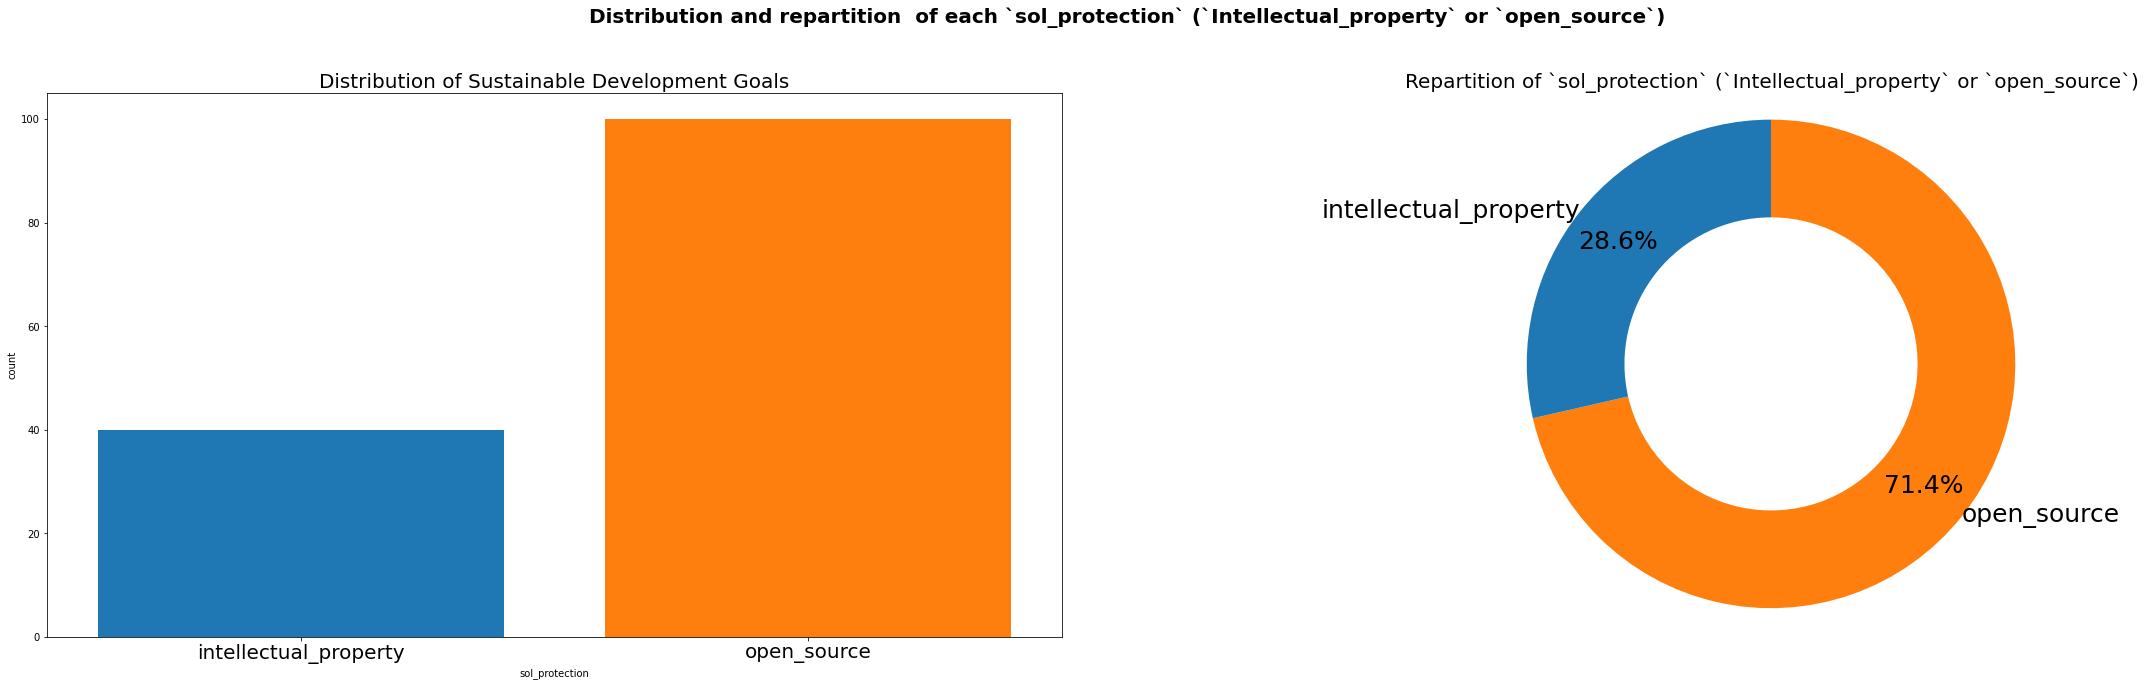 Distribution and repartition  of each `sol_protection` (`Intellectual_property` or `open_source`)
Distribution of Sustainable Development Goals
100
80
60
40
20
0
count
intellectual_property
open_source
sol_protection
Repartition of `sol_protection` (`Intellectual_property` or `open_source`)
intellectual_property
28.6%
71.4%
open_source